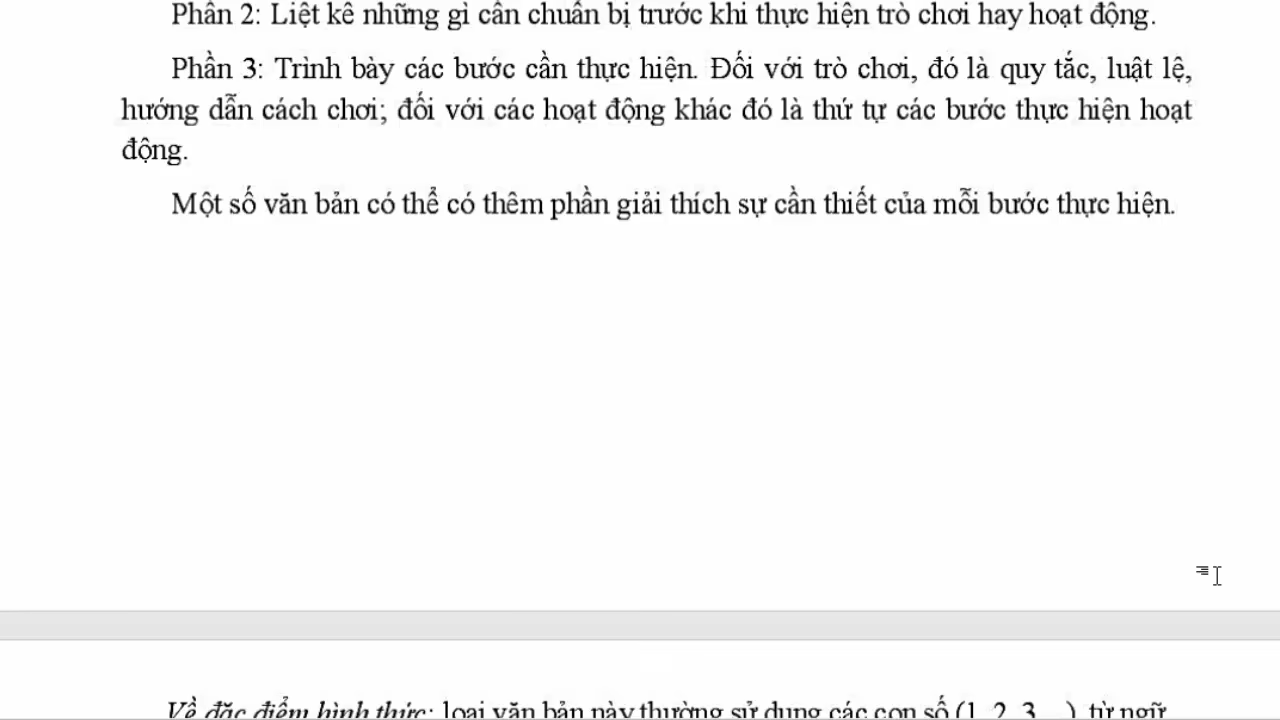 Phần 2: Liệt kê những gì cần chuẩn bị trước khi thực hiện trò chơi hay hoạt động.
Phần 3: Trình bày các bước cần thực hiện. Đối với trò chơi, đó là quy tắc, luật lệ,
hướng dẫn cách chơi; đối với các hoạt động khác đó là thứ tự các bước thực hiện hoạt
động.
Một số văn bản có thể có thêm phần giải thích sự cần thiết của mỗi bước thực hiện.
Về đặc điểm hình thức: loại văn bản này thường sử dụng các con số (1, 2, 3,...), từ ngữ